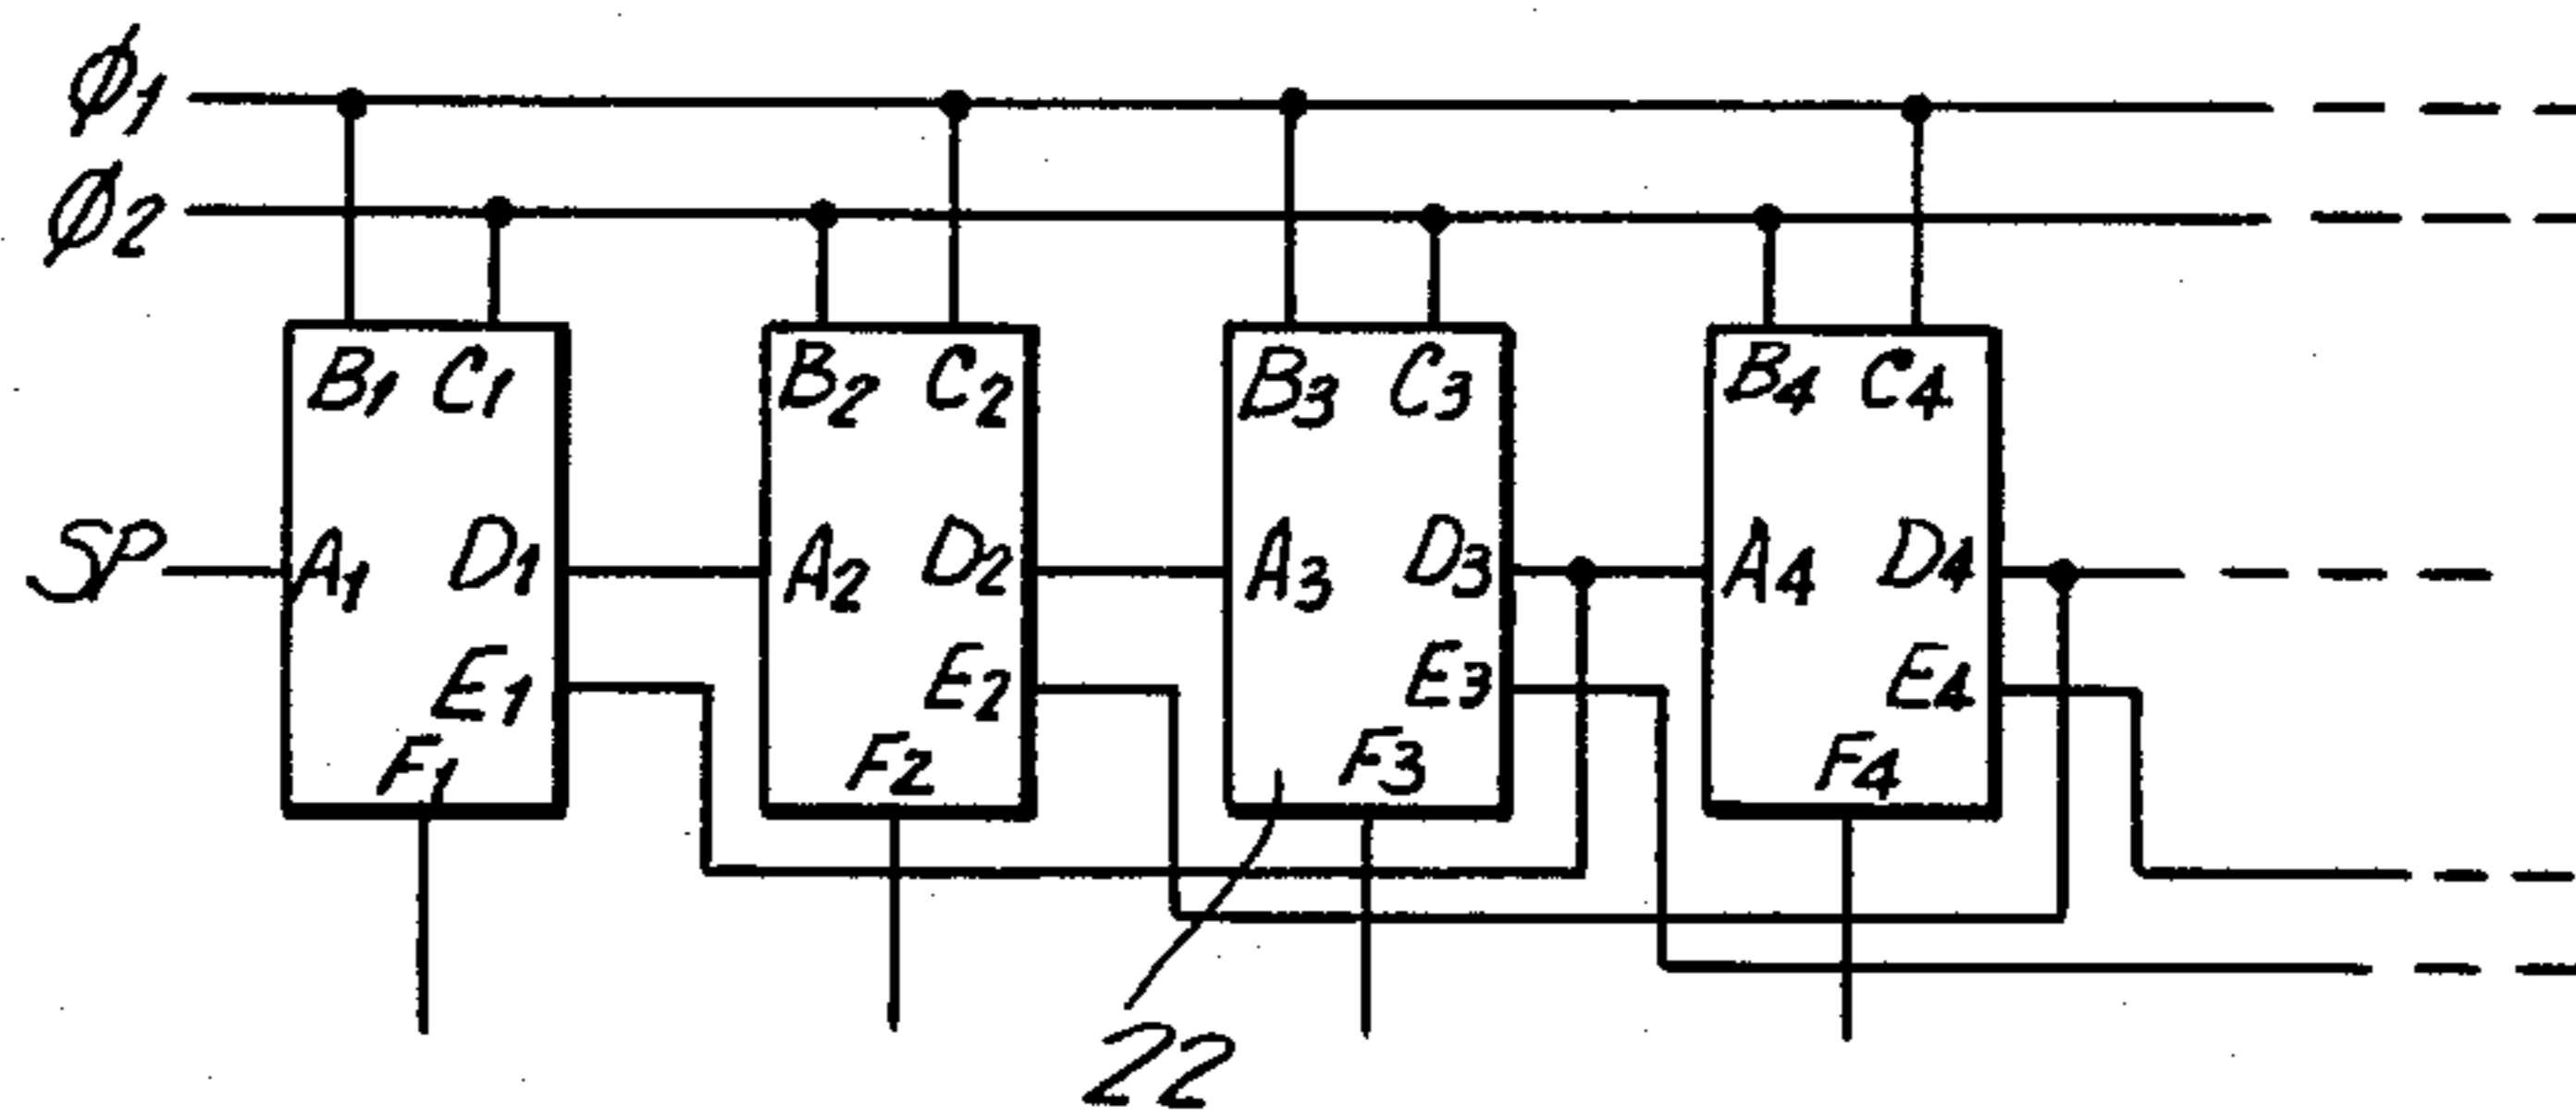 ϕ1
ϕ2
B1 C1 B2 C2 B3 C3 B4 C4
SP A1 D1 A2 D2 A3 D3 A4 D4
E1 E2 E3 E4
F1 F2 F3 F4
22